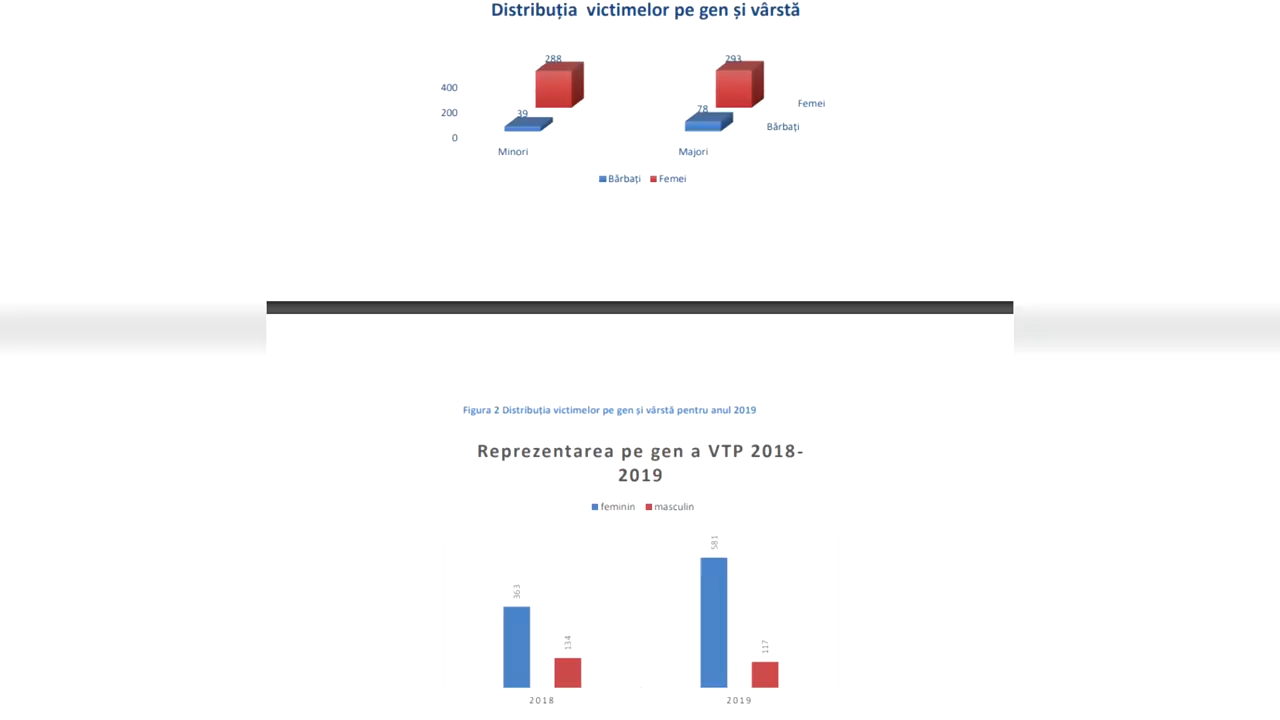 Distribuția victimelor pe gen și vârstă
288
293
400
39
78
200
0
Femei
Bărbați
Minori
Majori
Bărbați Femei
Figura 2 Distribuția victimelor pe gen și vârstă pentru anul 2019
Reprezentarea pe gen a VTP 2018-
2019
feminin masculin
363
134
581
117
2018
2019